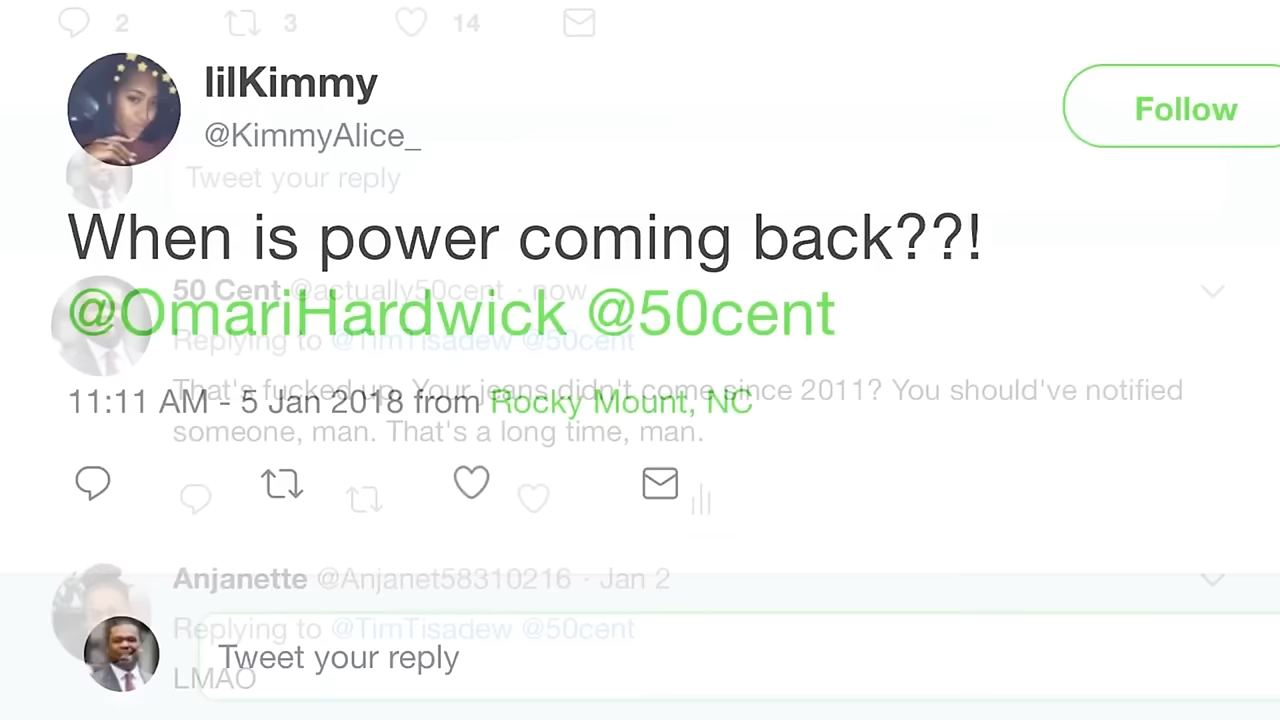 2 3 14
lilKimmy
@KimmyAlice_
Follow
Tweet your reply
When is power coming back??!
50 Cent @actually50cent · now
@OmariHardwick @50cent
Replying to @TimTisadew @50cent
That's fucked up. Your jeans didn't come since 2011? You should've notified
11:11 AM - 5 Jan 2018 from Rocky Mount, NC
someone, man. That's a long time, man.
Anjanette @Anjanet58310216 · Jan 2
Replying to @TimTisadew @50cent
Tweet your reply
LMAO